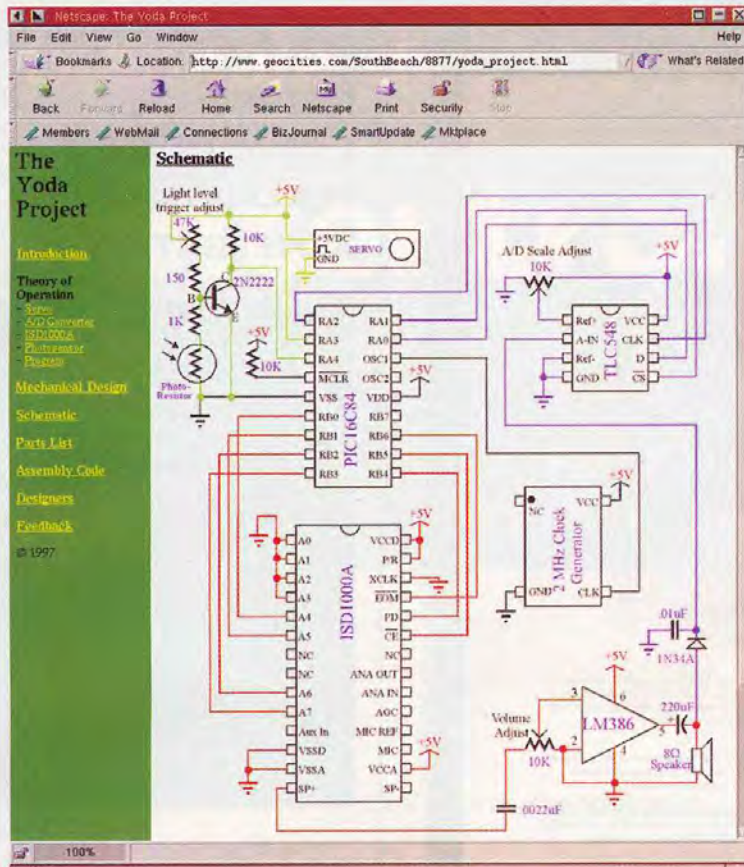 Netscape: The Yoda Project
File Edit View Go Window Help
Bookmarks Location: http://www.geocities.com/SouthBeach/8877/yoda_project.html What's Related
Back Forward Reload Home Search Netscape Print Security Stop
Members WebMail Connections BizJournal SmartUpdate Mktplace
The
Yoda
Project
Introduction
Theory of
Operation
- Servo
- A/D Converter
- ISD1000A
- Photoresistor
- Program
Mechanical Design
Schematic
Parts List
Assembly Code
Designers
Feedback
© 1997
Schematic
Light level
trigger adjust
+5V
47K
10K
150
B
C
2N2222
E
1K
Photo-
Resistor
+5VDC
GND
SERVO
+5V
10K
RA2
RA3
RA4
MCLR
VSS
RB0
RB1
RB2
RB3
PIC16C84
RA1
RA0
OSC1
OSC2
VDD
RB7
RB6
RB5
RB4
+5V
A/D Scale Adjust
10K
+5V
Ref+
A-IN
Ref-
GND
TLC548
VCC
CLK
D
CS
NC
VCC
+5V
2 MHz Clock
Generator
GND
CLK
A0
A1
A2
A3
A4
A5
NC
NC
A6
A7
Aux In
VSSD
VSSA
SP+
ISD1000A
+5V
VCCD
P/R
XCLK
EOM
PD
CE
NC
ANA OUT
ANA IN
AGC
MIC REF
MIC
VCCA
SP-
+5V
.01uF
1N34A
+5V
Volume
Adjust
10K
3
2
6
4
5
LM386
+
220uF
8Ω
Speaker
.0022uF
100%